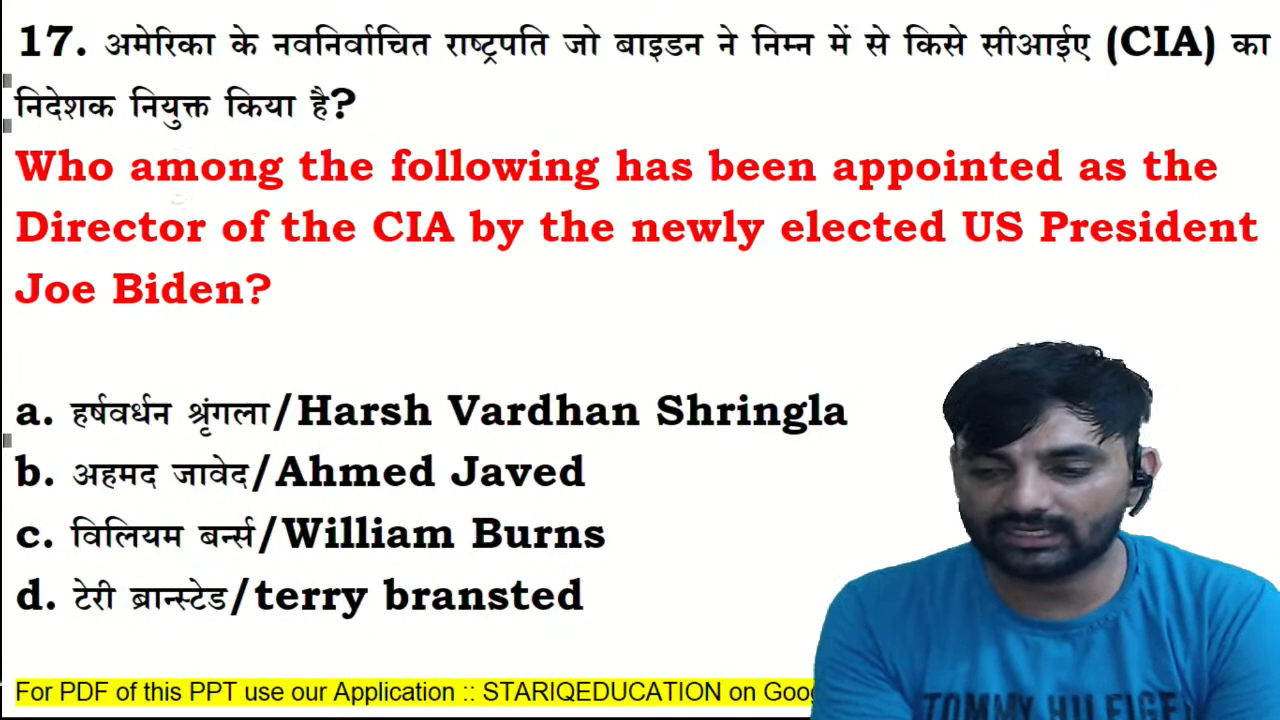 17. अमेरिका के नवनिर्वाचित राष्ट्रपति जो बाइडन ने निम्न में से किसे सीआईए (CIA) का
निदेशक नियुक्त किया है?
Who among the following has been appointed as the
Director of the CIA by the newly elected US President
Joe Biden?
a. हर्षवर्धन श्रृंगला/Harsh Vardhan Shringla
b. अहमद जावेद/Ahmed Javed
c. विलियम बर्न्स/William Burns
d. टेरी ब्रान्स्टेड/terry bransted
For PDF of this PPT use our Application :: STARIQEDUCATION on
TOMMY HILFIGE